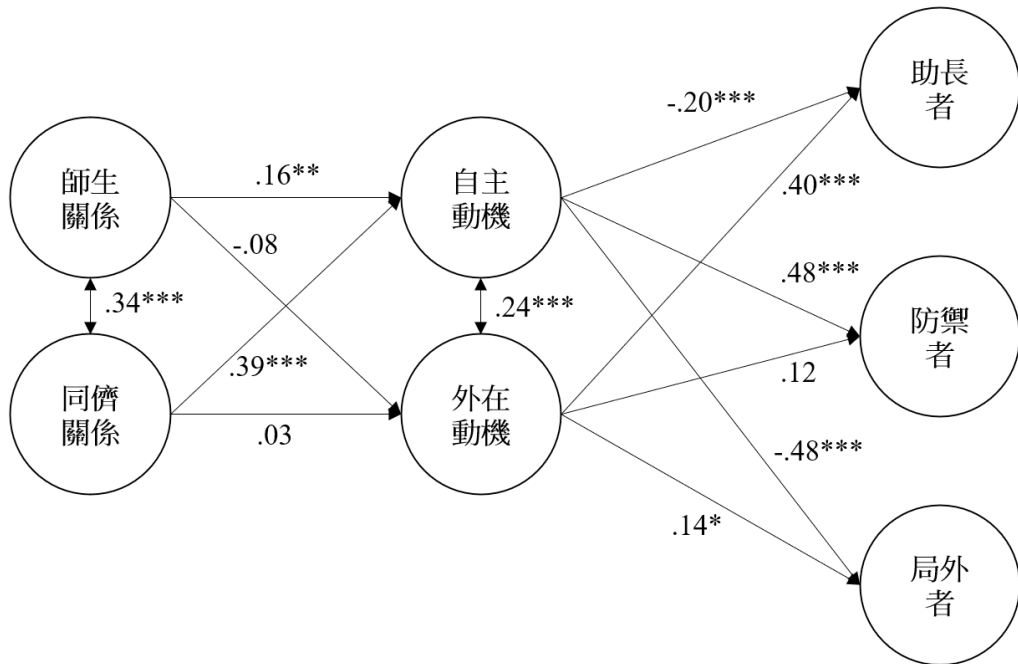 助長
者
-.20***
師生
關係
.16**
自主
動機
.40***
-.08
.48***
.34***
.24***
防禦
者
.39***
.12
同儕
關係
外在
動機
.03
-.48***
.14*
局外
者